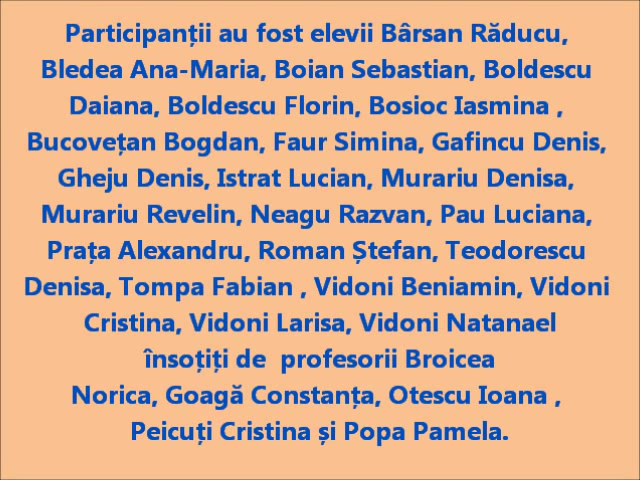 Participanții au fost elevii Bârsan Răducu,
Bledea Ana-Maria, Boian Sebastian, Boldescu
Daiana, Boldescu Florin, Bosioc Iasmina ,
Bucovețan Bogdan, Faur Simina, Gafincu Denis,
Gheju Denis, Istrat Lucian, Murariu Denisa,
Murariu Revelin, Neagu Razvan, Pau Luciana,
Prața Alexandru, Roman Ștefan, Teodorescu
Denisa, Tompa Fabian , Vidoni Beniamin, Vidoni
Cristina, Vidoni Larisa, Vidoni Natanael
însoțiți de  profesorii Broicea
Norica, Goagă Constanța, Otescu Ioana ,
Peicuți Cristina și Popa Pamela.